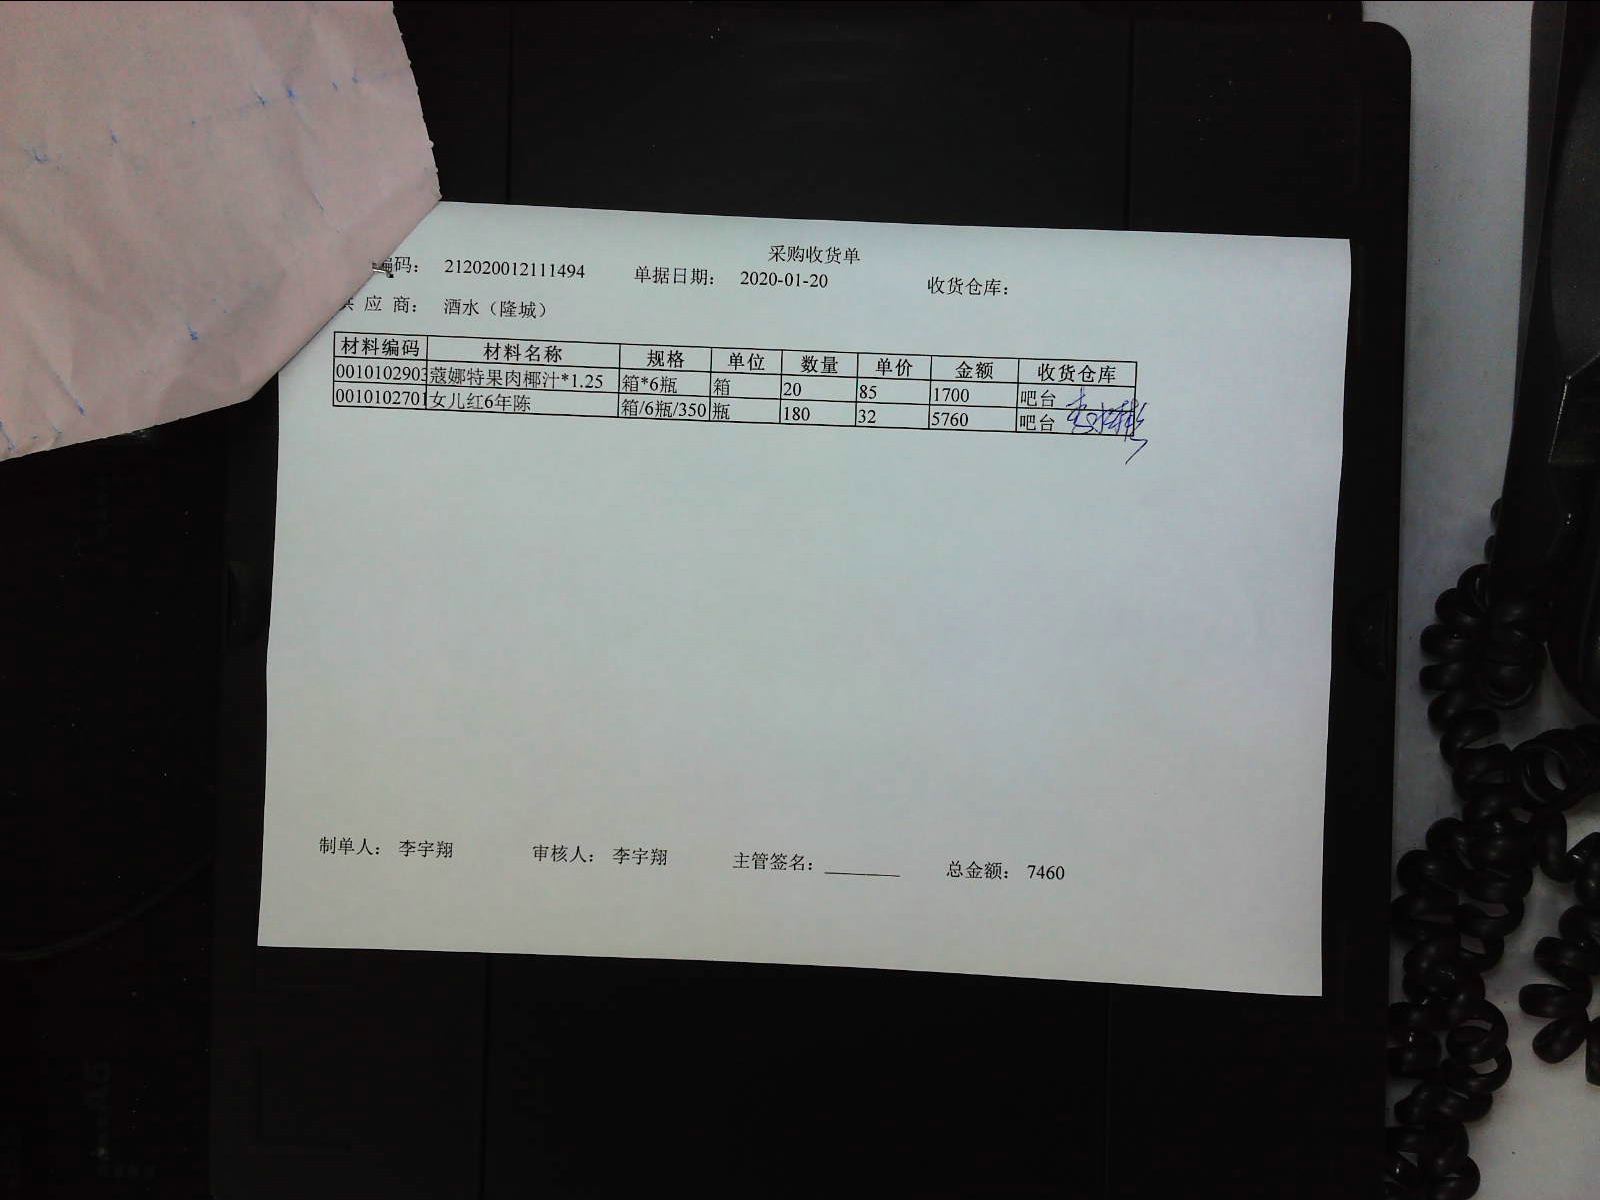 采购收货单
编码： 212020012111494 单据日期： 2020-01-20 收货仓库：
供 应 商： 酒水（隆城）
材料编码 材料名称 规格 单位 数量 单价 金额 收货仓库
0010102903 蔻娜特果肉椰汁*1.25 箱*6瓶 箱 20 85 1700 吧台
0010102701 女儿红6年陈 箱/6瓶/350 瓶 180 32 5760 吧台
制单人： 李宇翔 审核人： 李宇翔 主管签名： 总金额： 7460